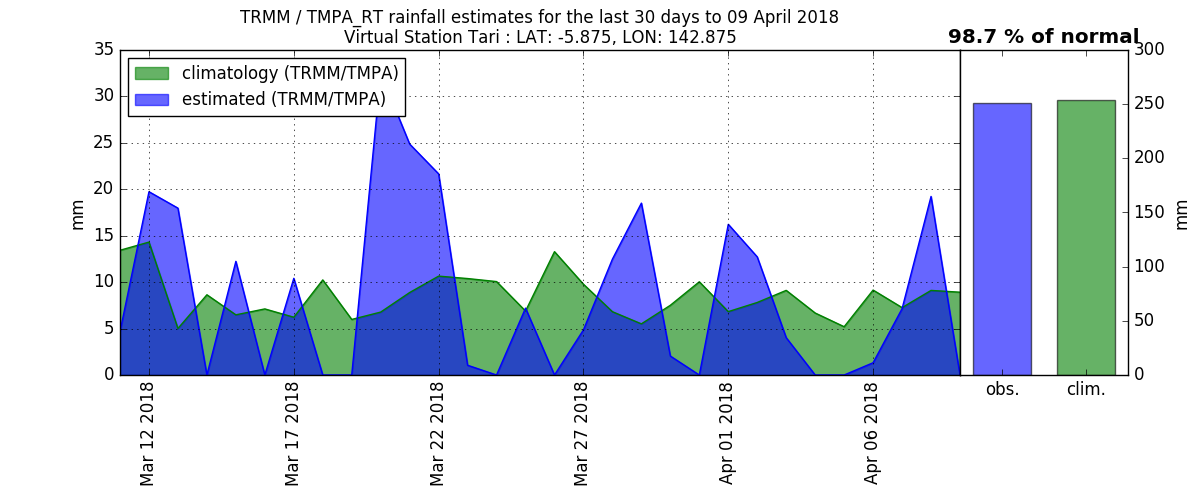 TRMM / TMPA_RT rainfall estimates for the last 30 days to 09 April 2018
Virtual Station Tari : LAT: -5.875, LON: 142.875
98.7 % of normal
climatology (TRMM/TMPA)
estimated (TRMM/TMPA)
mm
35
30
25
20
15
10
5
0
Mar 12 2018
Mar 17 2018
Mar 22 2018
Mar 27 2018
Apr 01 2018
Apr 06 2018
obs.
clim.
300
250
200
150
100
50
0
mm